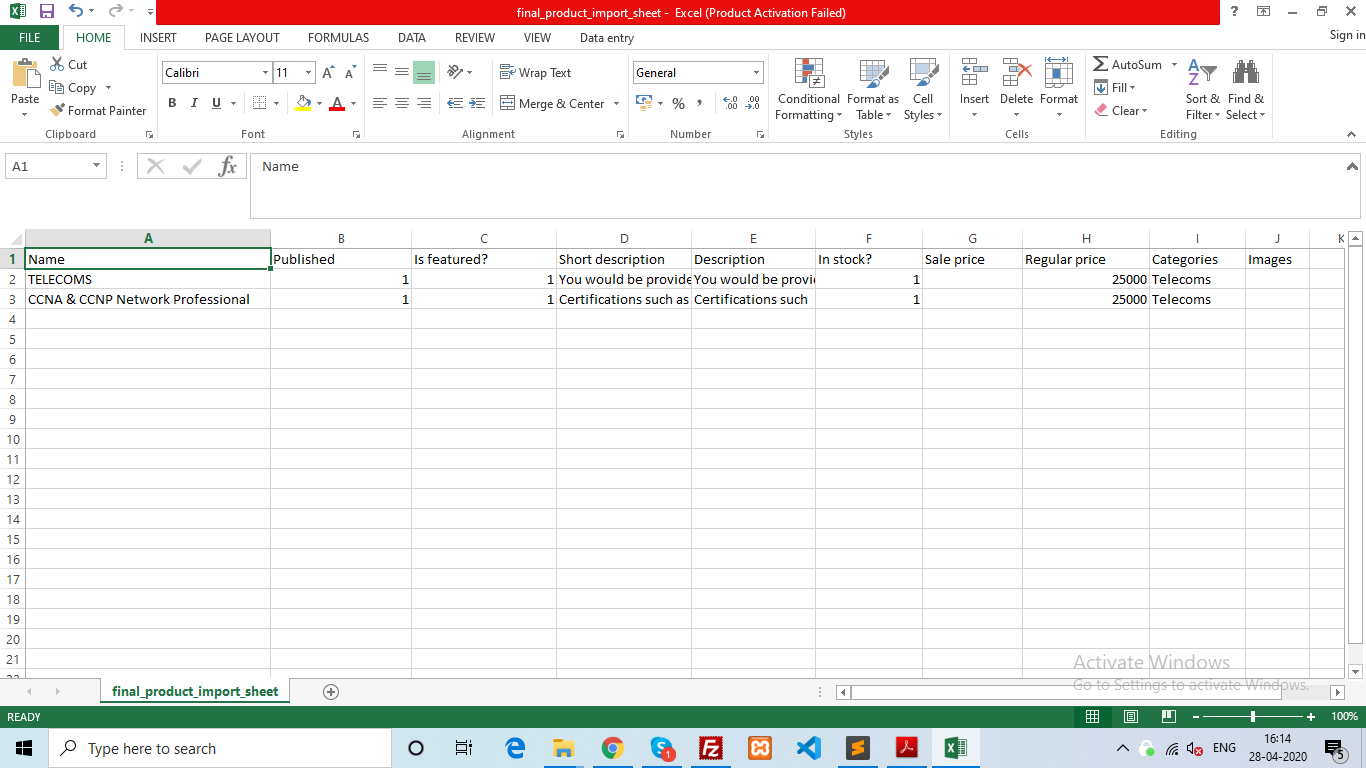 final_product_import_sheet - Excel (Product Activation Failed)
?
FILE HOME INSERT PAGE LAYOUT FORMULAS DATA REVIEW VIEW Data entry Sign in
Paste
Cut
Copy
Format Painter
Clipboard
Calibri 11
B I U
Font
Wrap Text
Merge & Center
Alignment
General
% ,
Number
Conditional Formatting
Format as Table
Cell Styles
Styles
Insert Delete Format
Cells
AutoSum
Fill
Clear
Sort & Filter
Find & Select
Editing
A1 fx Name
A B C D E F G H I J K
1 Name Published Is featured? Short description Description In stock? Sale price Regular price Categories Images
2 TELECOMS 1 1 You would be provide You would be provi 1 25000 Telecoms
3 CCNA & CCNP Network Professional 1 1 Certifications such as Certifications such 1 25000 Telecoms
4
5
6
7
8
9
10
11
12
13
14
15
16
17
18
19
20
21
22
Activate Windows
Go to Settings to activate Windows.
final_product_import_sheet
READY 100%
Type here to search
1
ENG
16:14
28-04-2020
5